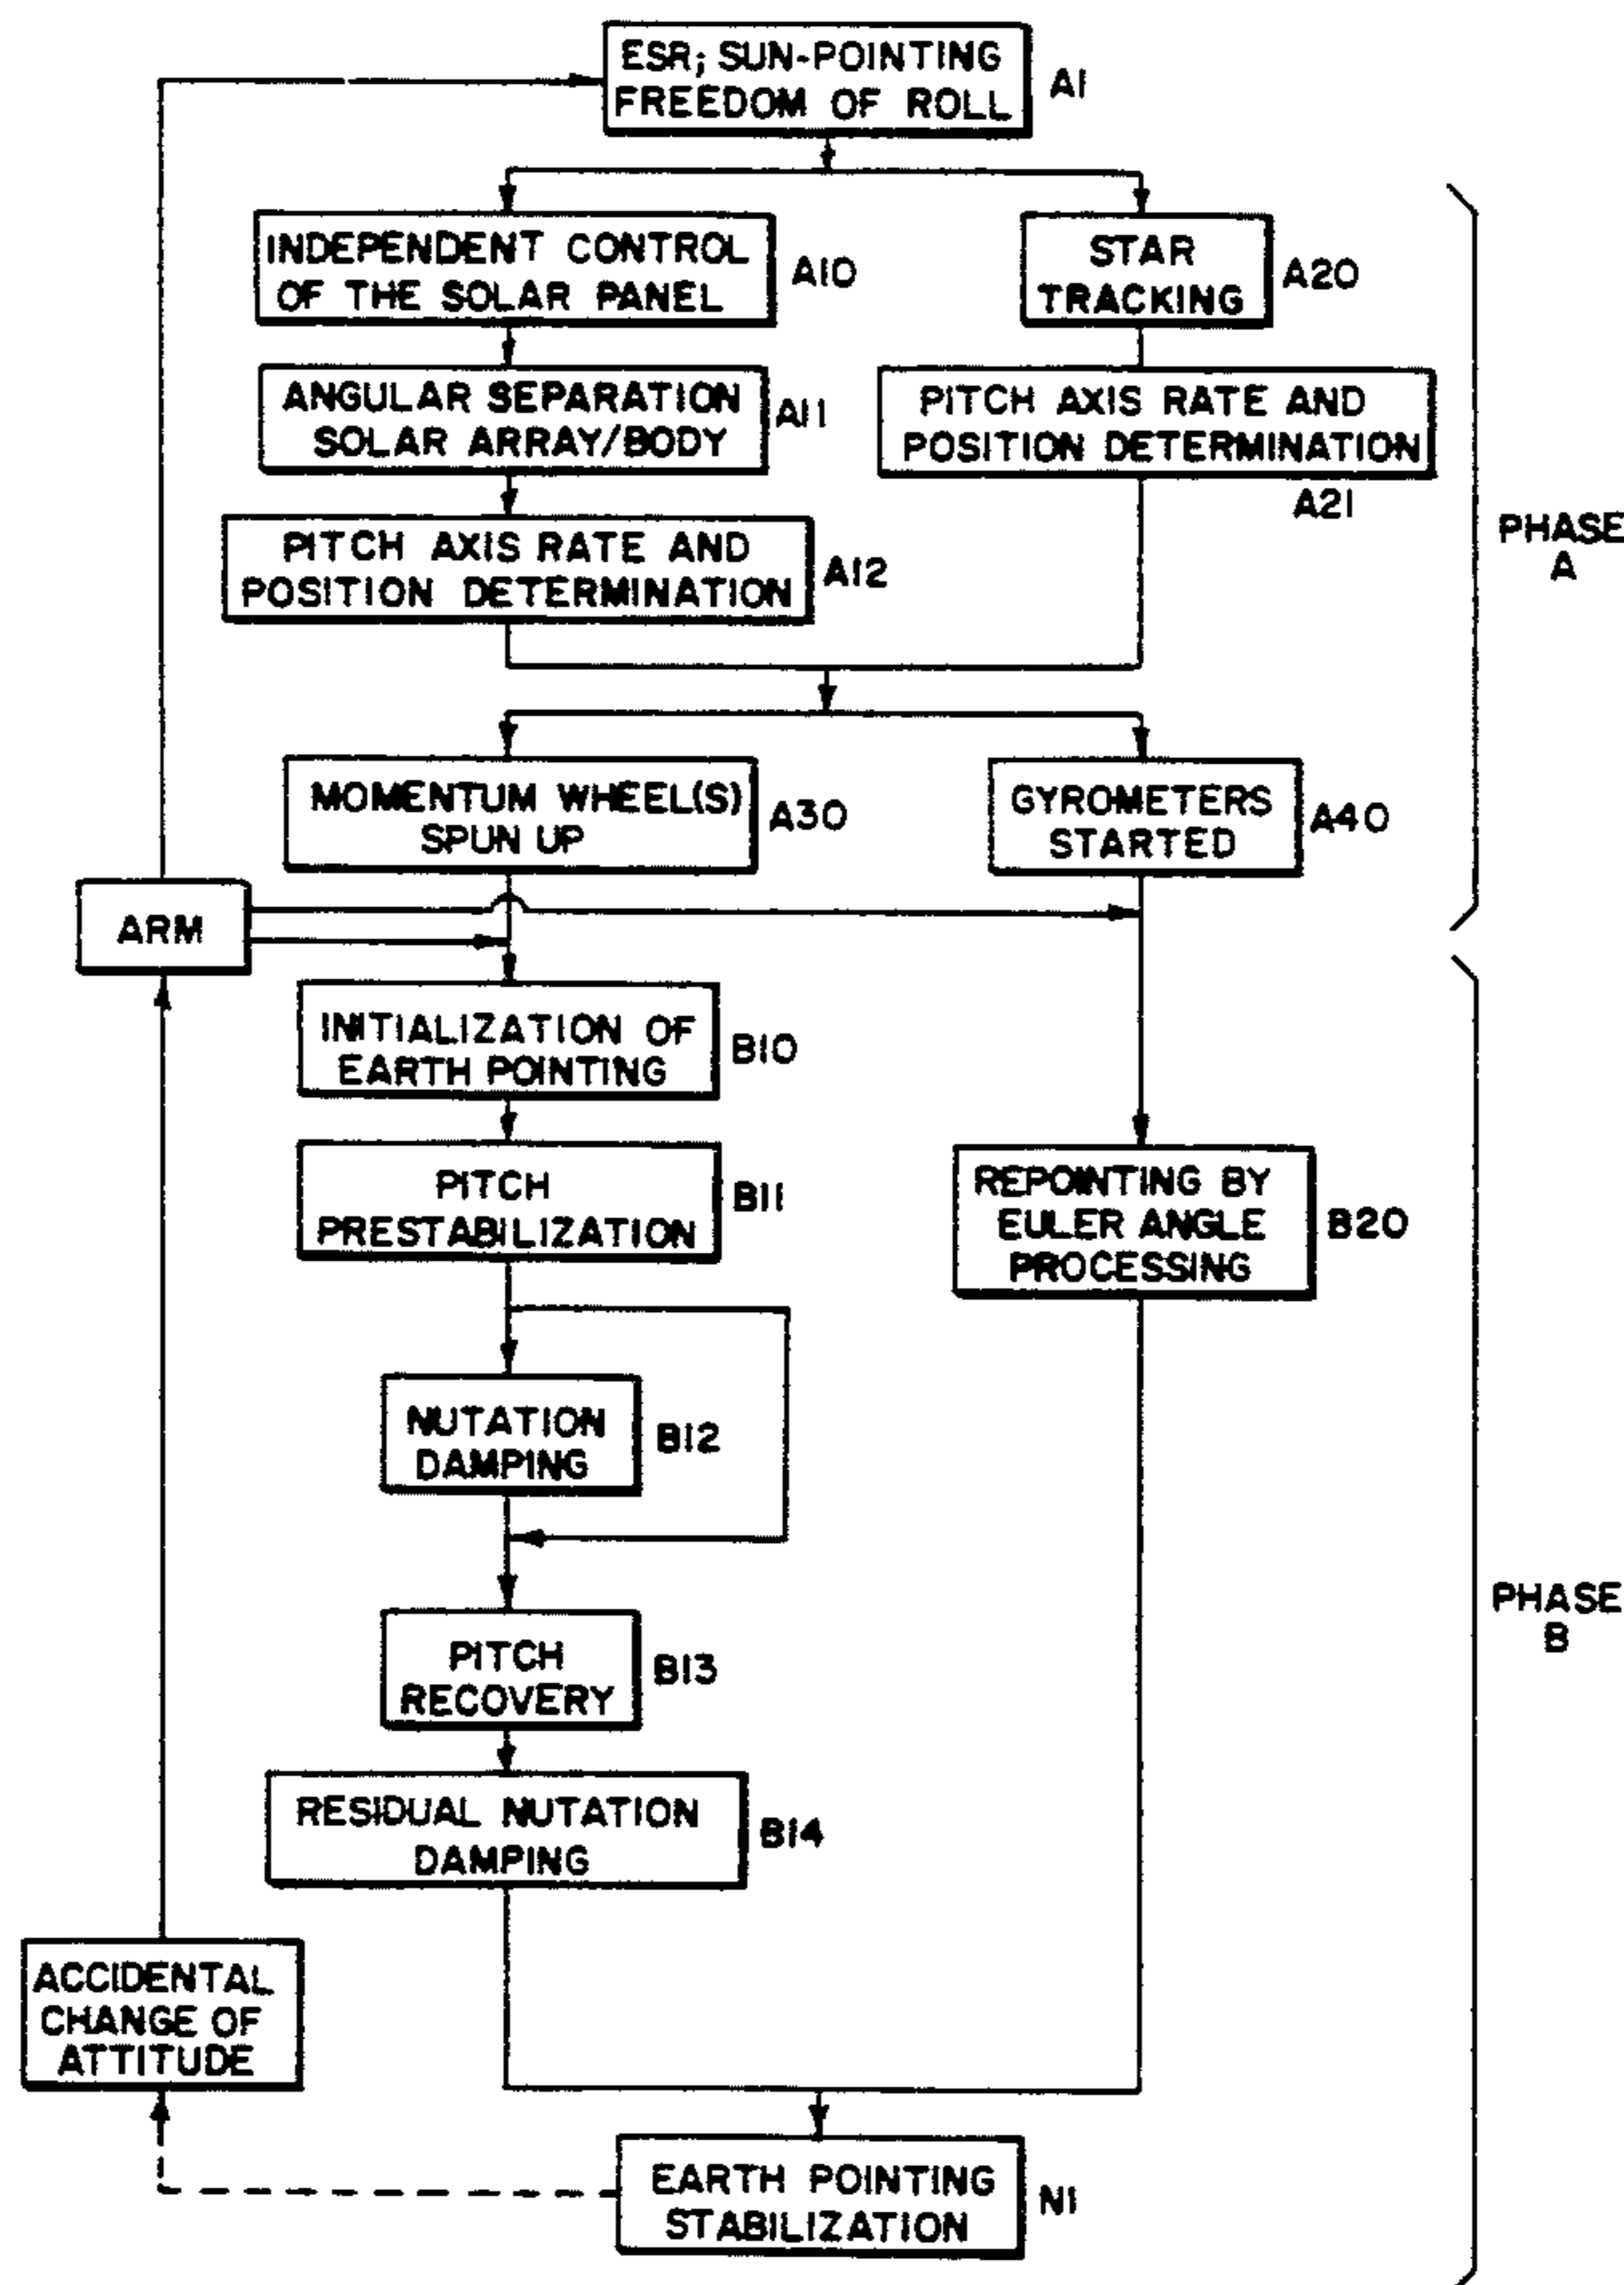 ESR; SUN-POINTING
FREEDOM OF ROLL
A1
INDEPENDENT CONTROL
OF THE SOLAR PANEL
A10
STAR
TRACKING
A20
ANGULAR SEPARATION
SOLAR ARRAY/BODY
A11
PITCH AXIS RATE AND
POSITION DETERMINATION
A21
PITCH AXIS RATE AND
POSITION DETERMINATION
A12
PHASE
A
MOMENTUM WHEEL(S)
SPUN UP
A30
GYROMETERS
STARTED
A40
ARM
INITIALIZATION OF
EARTH POINTING
B10
PITCH
PRESTABILIZATION
B11
REPOINTING BY
EULER ANGLE
PROCESSING
B20
NUTATION
DAMPING
B12
PITCH
RECOVERY
B13
PHASE
B
RESIDUAL NUTATION
DAMPING
B14
ACCIDENTAL
CHANGE OF
ATTITUDE
EARTH POINTING
STABILIZATION
N1